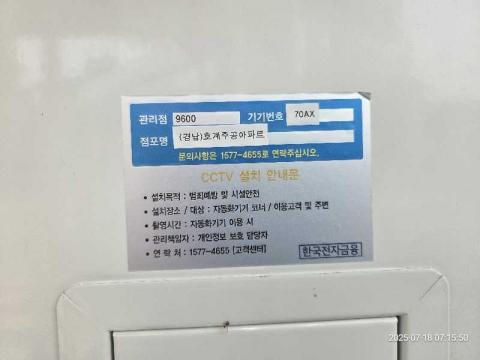 관리점 9600 기기번호 70AX
점포명 (경남)호계주공아파트
문의사항은 1577-4655로 연락주십시오.
CCTV 설치 안내문
• 설치목적 : 범죄예방 및 시설안전
• 설치장소 / 대상 : 자동화기기 코너 / 이용고객 및 주변
• 촬영시간 : 자동화기기 이용 시
• 관리책임자 : 개인정보 보호 담당자
• 연 락 처 : 1577-4655 [고객센터]
한국전자금융
2025-07-18 07:15:50